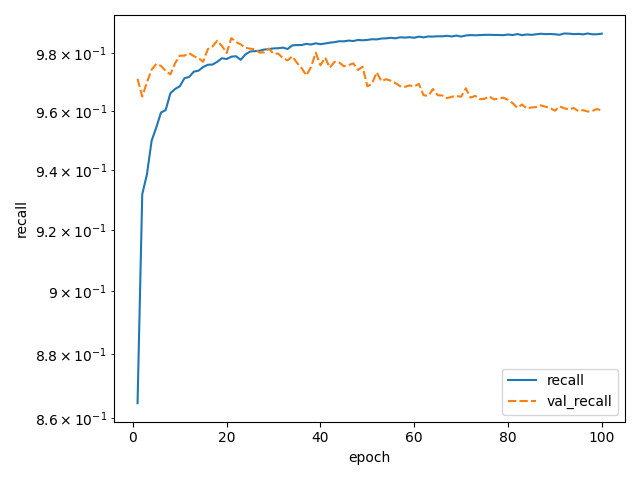 9.8 × 10⁻¹
9.6 × 10⁻¹
9.4 × 10⁻¹
9.2 × 10⁻¹
9 × 10⁻¹
8.8 × 10⁻¹
8.6 × 10⁻¹
recall
0 20 40 60 80 100
epoch
recall
val_recall